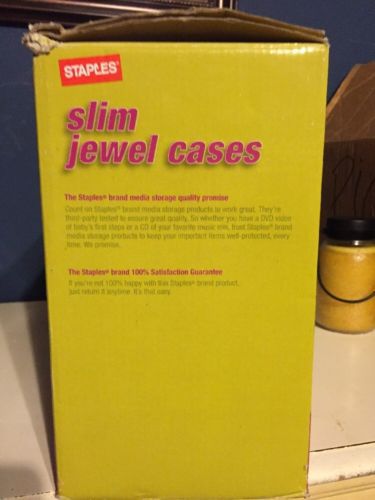 STAPLES®
slim
jewel cases
The Staples® brand media storage quality promise
Count on Staples® brand media storage products to work great. They're
third-party tested to ensure great quality. So whether you have a DVD video
of baby's first steps or a CD of your favorite music mix, trust Staples® brand
media storage products to keep your important items well-protected, every
time. We promise.
The Staples® brand 100% Satisfaction Guarantee
If you're not 100% happy with this Staples® brand product,
just return it anytime. It's that easy.